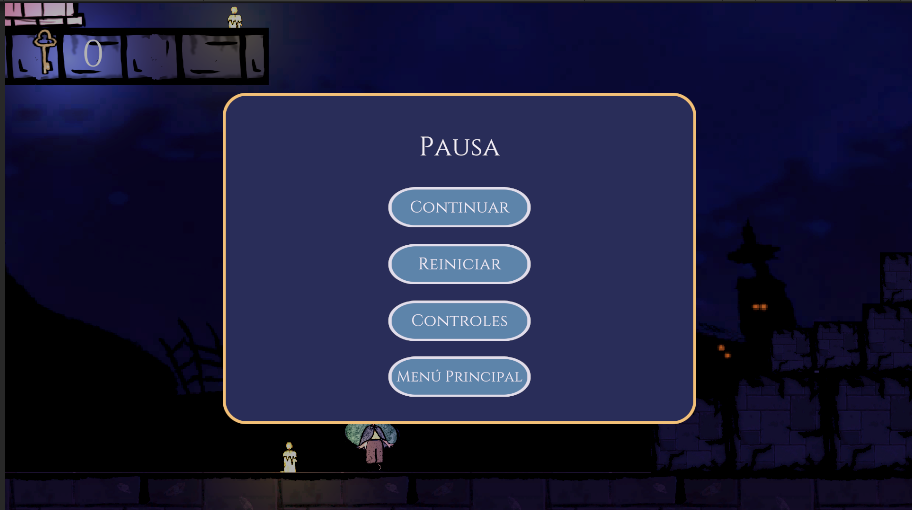 0
Pausa
Continuar
Reiniciar
Controles
Menú Principal